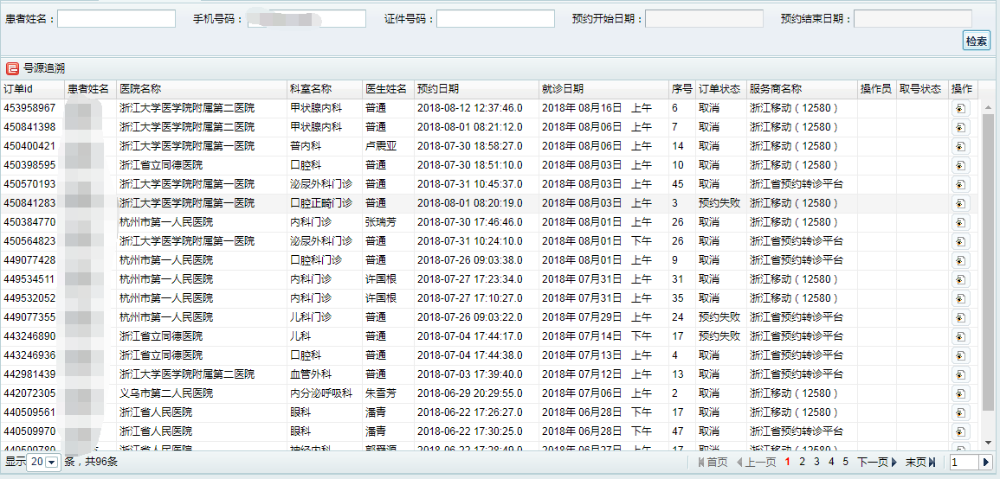 患者姓名： 手机号码： 证件号码： 预约开始日期： 预约结束日期：
检索
号源追溯
订单id 患者姓名 医院名称 科室名称 医生姓名 预约日期 就诊日期 序号 订单状态 服务商名称 操作员 取号状态 操作
453958967 浙江大学医学院附属第二医院 甲状腺内科 普通 2018-08-12 12:37:46.0 2018年 08月16日 上午 6 取消 浙江移动（12580）
450841398 浙江大学医学院附属第二医院 甲状腺内科 普通 2018-08-01 08:21:12.0 2018年 08月06日 上午 7 取消 浙江移动（12580）
450400421 浙江大学医学院附属第一医院 普内科 卢震亚 2018-07-30 18:58:27.0 2018年 08月06日 上午 14 取消 浙江移动（12580）
450398595 浙江省立同德医院 口腔科 普通 2018-07-30 18:51:10.0 2018年 08月03日 上午 10 取消 浙江移动（12580）
450570193 浙江大学医学院附属第一医院 泌尿外科门诊 普通 2018-07-31 10:45:37.0 2018年 08月03日 上午 45 取消 浙江省预约转诊平台
450841283 浙江大学医学院附属第一医院 口腔正畸门诊 普通 2018-08-01 08:20:19.0 2018年 08月03日 上午 3 预约失败 浙江移动（12580）
450384770 杭州市第一人民医院 内科门诊 张瑞芳 2018-07-30 17:46:46.0 2018年 08月01日 上午 26 取消 浙江移动（12580）
450564823 浙江大学医学院附属第一医院 泌尿外科门诊 普通 2018-07-31 10:24:10.0 2018年 08月01日 下午 26 取消 浙江省预约转诊平台
449077428 杭州市第一人民医院 口腔科门诊 普通 2018-07-26 09:03:38.0 2018年 08月01日 上午 9 取消 浙江移动（12580）
449534511 杭州市第一人民医院 内科门诊 许国根 2018-07-27 17:23:34.0 2018年 07月31日 上午 31 取消 浙江移动（12580）
449532052 杭州市第一人民医院 内科门诊 许国根 2018-07-27 17:10:27.0 2018年 07月31日 上午 35 取消 浙江移动（12580）
449077355 杭州市第一人民医院 儿科门诊 普通 2018-07-26 09:03:22.0 2018年 07月29日 上午 24 预约失败 浙江省预约转诊平台
443246890 浙江省立同德医院 儿科 普通 2018-07-04 17:44:17.0 2018年 07月14日 下午 17 预约失败 浙江省预约转诊平台
443246936 浙江省立同德医院 口腔科 普通 2018-07-04 17:44:38.0 2018年 07月13日 上午 4 取消 浙江省预约转诊平台
442981439 浙江大学医学院附属第二医院 血管外科 普通 2018-07-03 17:39:40.0 2018年 07月12日 上午 13 取消 浙江省预约转诊平台
442072305 义乌市第二人民医院 内分泌呼吸科 朱雪芳 2018-06-29 20:29:55.0 2018年 07月06日 上午 2 取消 浙江移动（12580）
440509561 浙江省人民医院 眼科 潘青 2018-06-22 17:26:27.0 2018年 06月28日 下午 17 取消 浙江移动（12580）
440509970 浙江省人民医院 眼科 潘青 2018-06-22 17:30:25.0 2018年 06月28日 下午 47 取消 浙江省预约转诊平台
440509780 浙江省人民医院 神经内科 2018-06-22 17:28:49.0 2018年 06月27日 上午 17 取消 浙江移动（12580）
显示 20 条，共96条 首页 上一页 1 2 3 4 5 下一页 末页 1